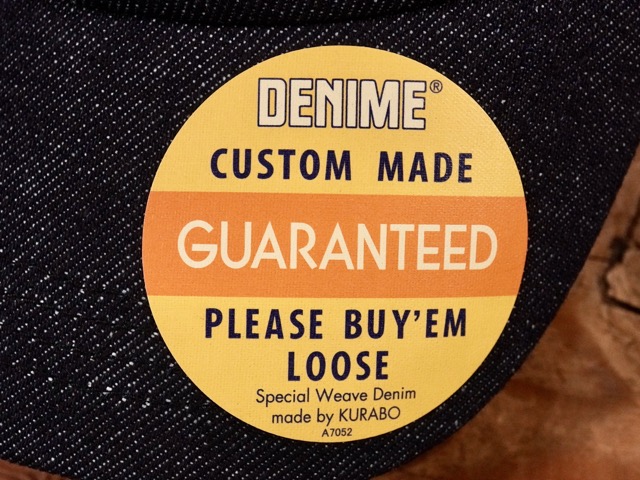 DENIME®
CUSTOM MADE
GUARANTEED
PLEASE BUY'EM
LOOSE
Special Weave Denim
made by KURABO
A7052